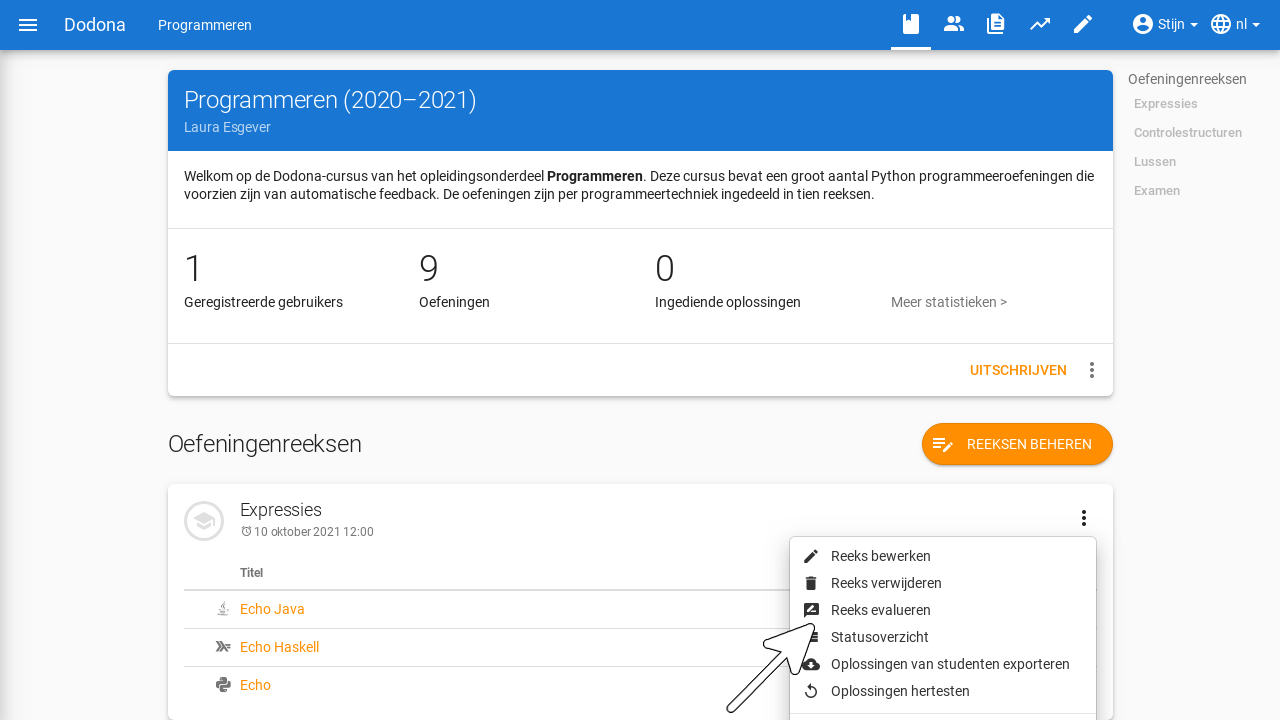 Dodona
Programmeren
Stijn
nl
Programmeren (2020–2021)
Laura Esgever
Welkom op de Dodona-cursus van het opleidingsonderdeel Programmeren. Deze cursus bevat een groot aantal Python programmeeroefeningen die
voorzien zijn van automatische feedback. De oefeningen zijn per programmeertechniek ingedeeld in tien reeksen.
1
Geregistreerde gebruikers
9
Oefeningen
0
Ingediende oplossingen
Meer statistieken >
UITSCHRIJVEN
Oefeningenreeksen
Expressies
Controlestructuren
Lussen
Examen
Oefeningenreeksen
REEKSEN BEHEREN
Expressies
10 oktober 2021 12:00
Titel
Echo Java
Echo Haskell
Echo
Reeks bewerken
Reeks verwijderen
Reeks evalueren
Statusoverzicht
Oplossingen van studenten exporteren
Oplossingen hertesten